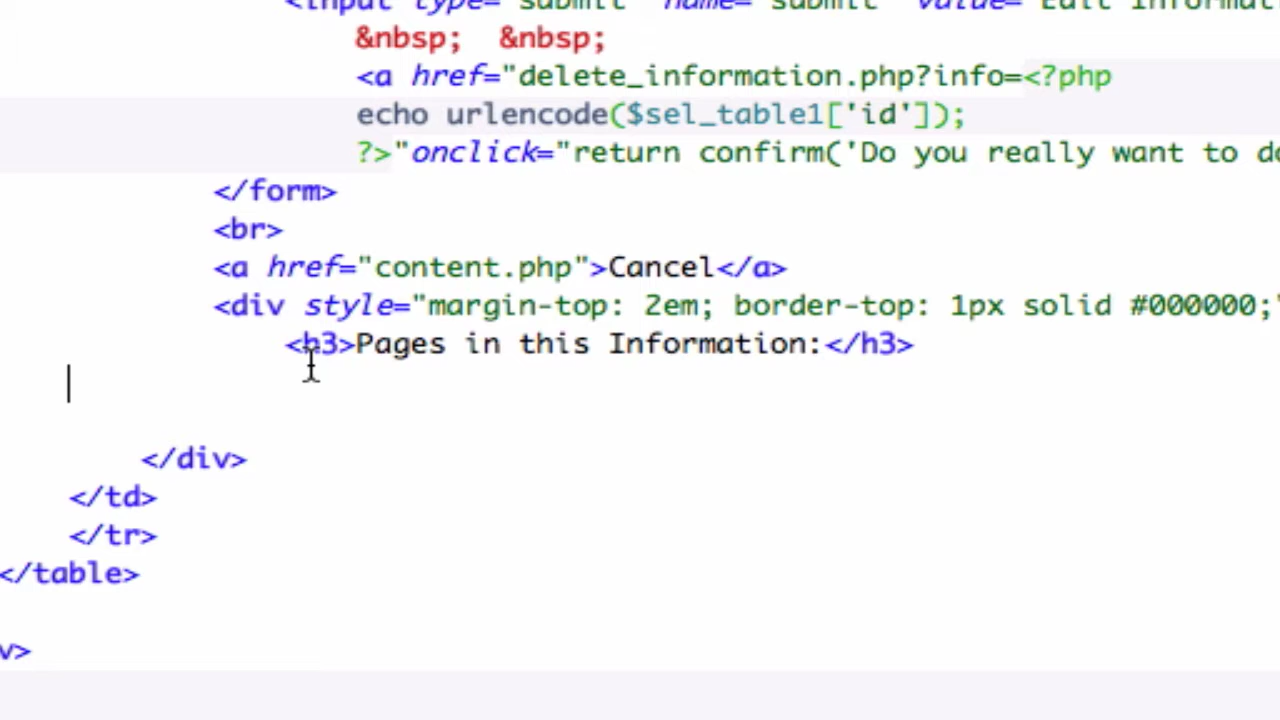 <input type="submit" name="submit" value="Edit Informat
&nbsp;  &nbsp;
<a href="delete_information.php?info=<?php
echo urlencode($sel_table1['id']);
?>"onclick="return confirm('Do you really want to d
</form>
<br>
<a href="content.php">Cancel</a>
<div style="margin-top: 2em; border-top: 1px solid #000000;"
<h3>Pages in this Information:</h3>
</div>
</td>
</tr>
</table>
v>